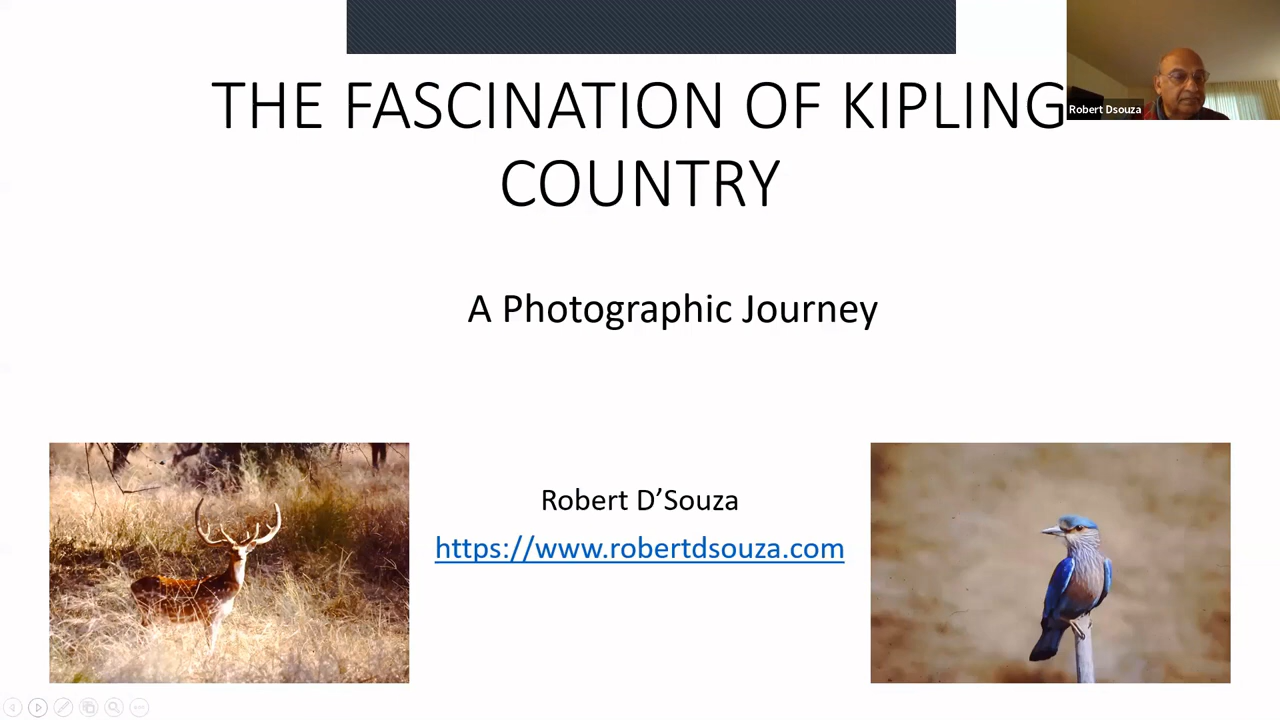 THE FASCINATION OF KIPLING
COUNTRY
Robert Dsouza
A Photographic Journey
Robert D’Souza
https://www.robertdsouza.com